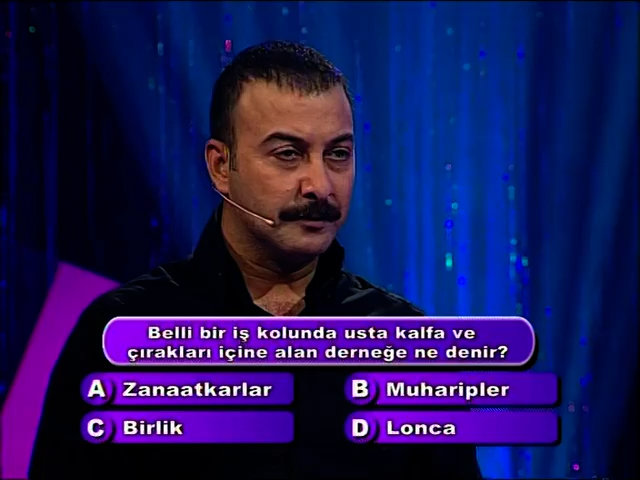 Belli bir iş kolunda usta kalfa ve
çırakları içine alan derneğe ne denir?
A Zanaatkarlar
B Muharipler
C Birlik
D Lonca